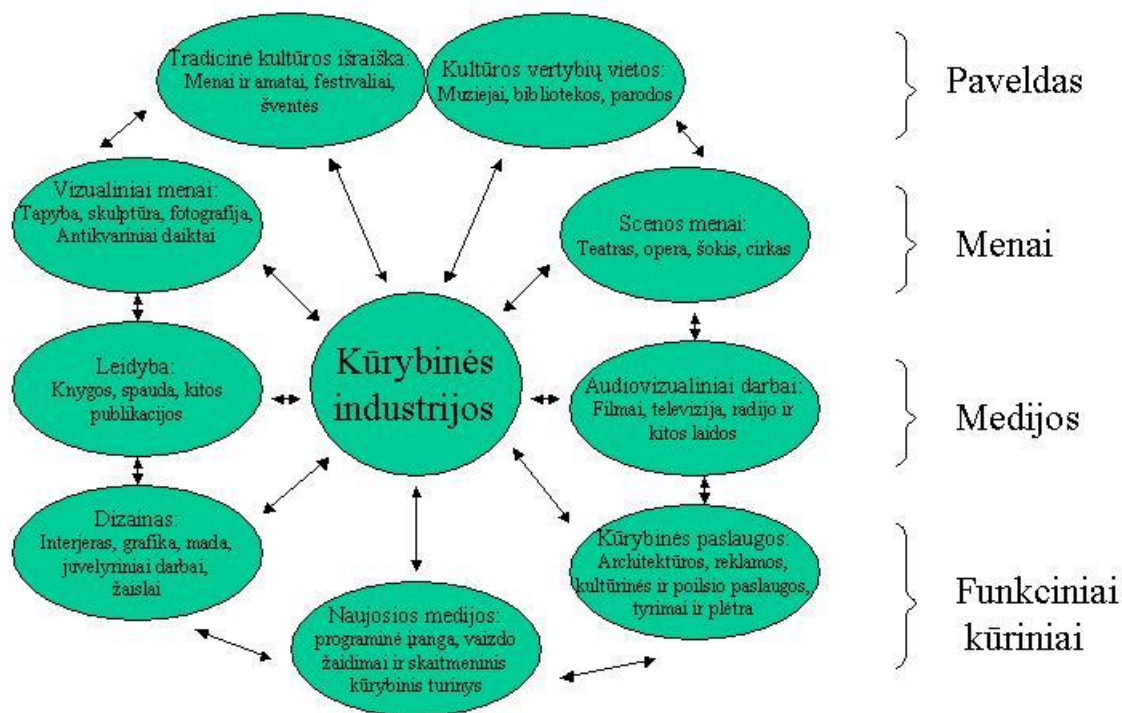 Tradicinė kultūros išraiška:
Menai ir amatai, festivaliai,
šventės
Kultūros vertybių vietos:
Muziejai, bibliotekos, parodos
Paveldas
Vizualiniai menai:
Tapyba, skulptūra, fotografija,
Antikvariniai daiktai
Scenos menai:
Teatras, opera, šokis, cirkas
Menai
Kūrybinės
industrijos
Leidyba:
Knygos, spauda, kitos
publikacijos
Audiovizualiniai darbai:
Filmai, televizija, radijo ir
kitos laidos
Medijos
Dizainas:
Interjeras, grafika, mada,
juvelyriniai darbai,
žaislai
Kūrybinės paslaugos:
Architektūros, reklamos,
kultūrinės ir poilsio paslaugos,
tyrimai ir plėtra
Naujosios medijos:
programinė įranga, vaizdo
žaidimai ir skaitmeninis
kūrybinis turinys
Funkciniai
kūriniai